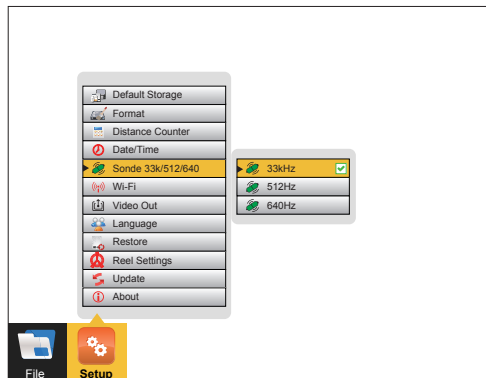 Default Storage
Format
Distance Counter
Date/Time
Sonde 33k/512/640
Wi-Fi
Video Out
Language
Restore
Reel Settings
Update
About
33kHz
512Hz
640Hz
File
Setup